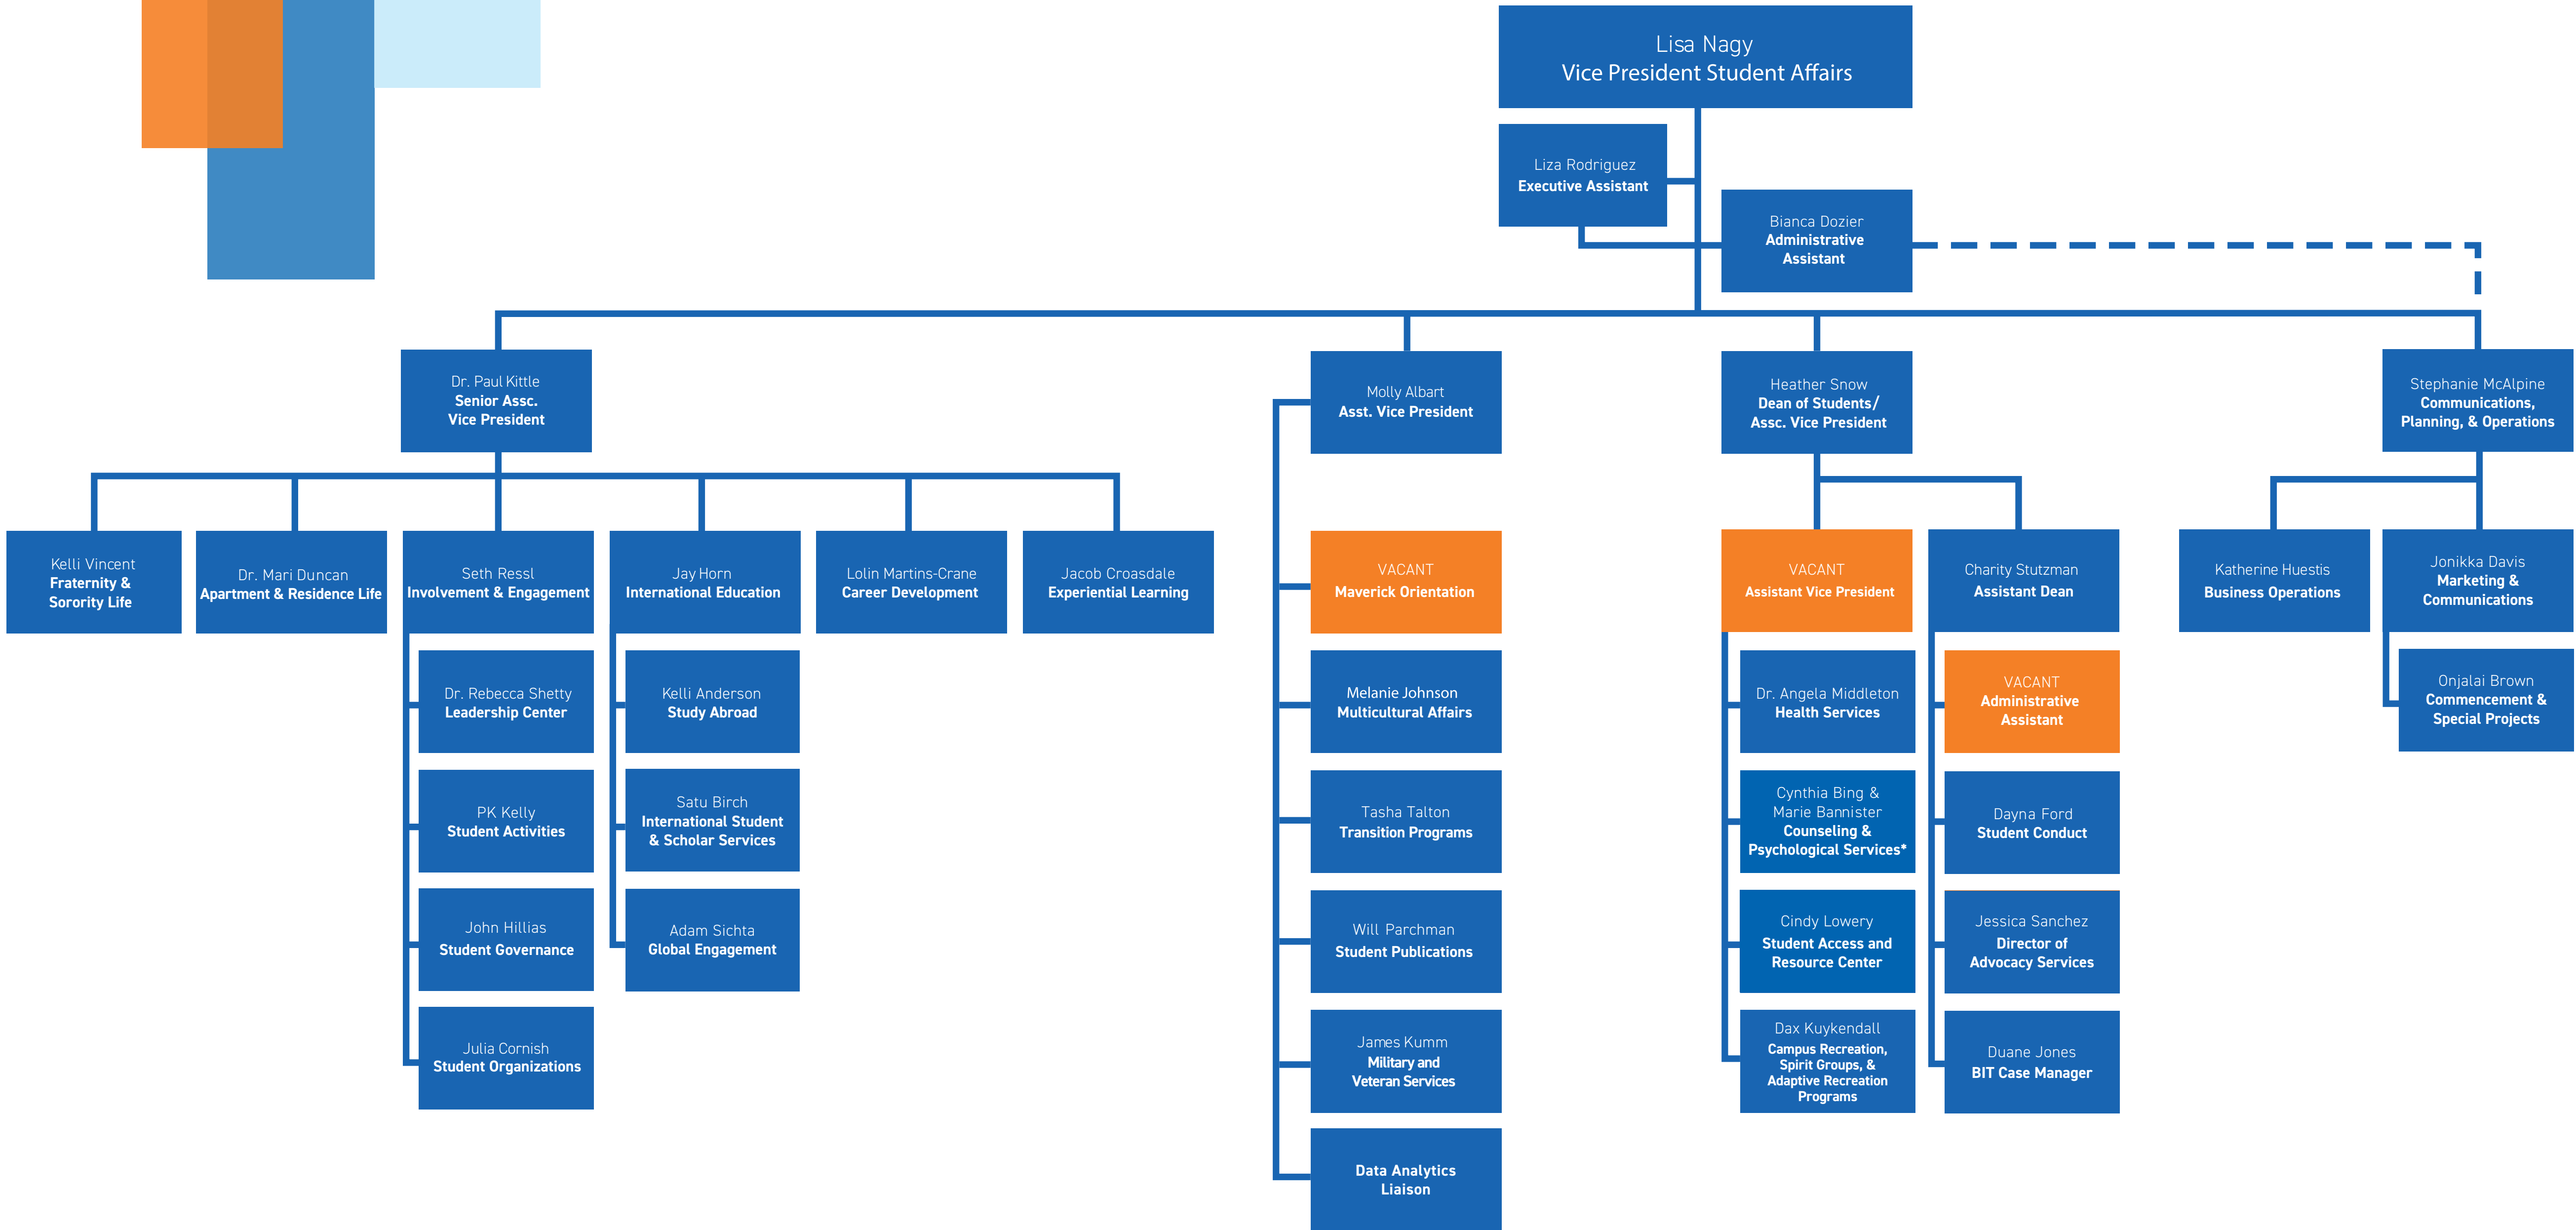 Lisa Nagy
Vice President Student Affairs
Liza Rodriguez
Executive Assistant
Bianca Dozier
Administrative
Assistant
Dr. Paul Kittle
Senior Assc.
Vice President
Molly Albart
Asst. Vice President
Heather Snow
Dean of Students/
Assc. Vice President
Stephanie McAlpine
Communications,
Planning, & Operations
Kelli Vincent
Fraternity &
Sorority Life
Dr. Mari Duncan
Apartment & Residence Life
Seth Ressl
Involvement & Engagement
Jay Horn
International Education
Lolin Martins-Crane
Career Development
Jacob Croasdale
Experiential Learning
VACANT
Maverick Orientation
VACANT
Assistant Vice President
Charity Stutzman
Assistant Dean
Katherine Huestis
Business Operations
Jonikka Davis
Marketing &
Communications
Dr. Rebecca Shetty
Leadership Center
Kelli Anderson
Study Abroad
Melanie Johnson
Multicultural Affairs
Dr. Angela Middleton
Health Services
VACANT
Administrative
Assistant
Onjalai Brown
Commencement &
Special Projects
PK Kelly
Student Activities
Satu Birch
International Student
& Scholar Services
Tasha Talton
Transition Programs
Cynthia Bing &
Marie Bannister
Counseling &
Psychological Services*
Dayna Ford
Student Conduct
John Hillias
Student Governance
Adam Sichta
Global Engagement
Will Parchman
Student Publications
Cindy Lowery
Student Access and
Resource Center
Jessica Sanchez
Director of
Advocacy Services
Julia Cornish
Student Organizations
James Kumm
Military and
Veteran Services
Dax Kuykendall
Campus Recreation,
Spirit Groups, &
Adaptive Recreation
Programs
Duane Jones
BIT Case Manager
Data Analytics
Liaison